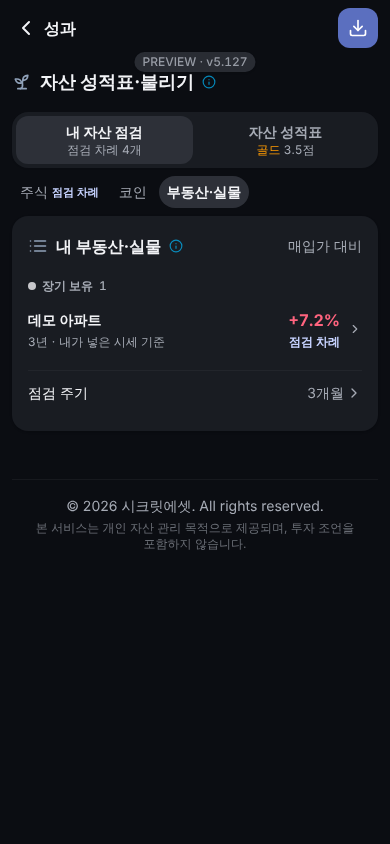 성과
PREVIEW · v5.127
자산 성적표·불리기
내 자산 점검
점검 차례 4개
자산 성적표
골드 3.5점
주식 점검 차례
코인
부동산·실물
내 부동산·실물
매입가 대비
장기 보유 1
데모 아파트
+7.2%
3년 · 내가 넣은 시세 기준
점검 차례
점검 주기
3개월
© 2026 시크릿에셋. All rights reserved.
본 서비스는 개인 자산 관리 목적으로 제공되며, 투자 조언을
포함하지 않습니다.